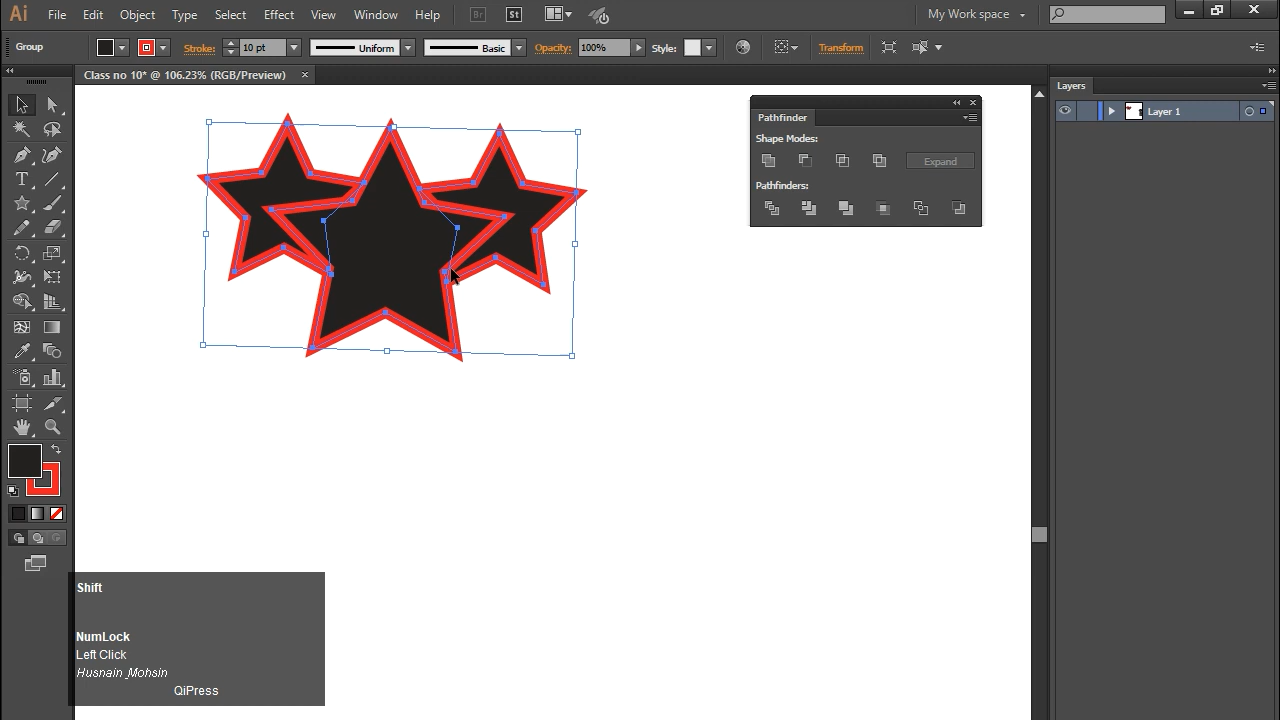 Ai File Edit Object Type Select Effect View Window Help Br St My Work space
Group Stroke: 10 pt Uniform Basic Opacity: 100% Style: Transform
Class no 10* @ 106.23% (RGB/Preview) ×
Layers
Layer 1
Pathfinder
Shape Modes:
Expand
Pathfinders:
T
Shift
NumLock
Left Click
Husnain_Mohsin
QiPress